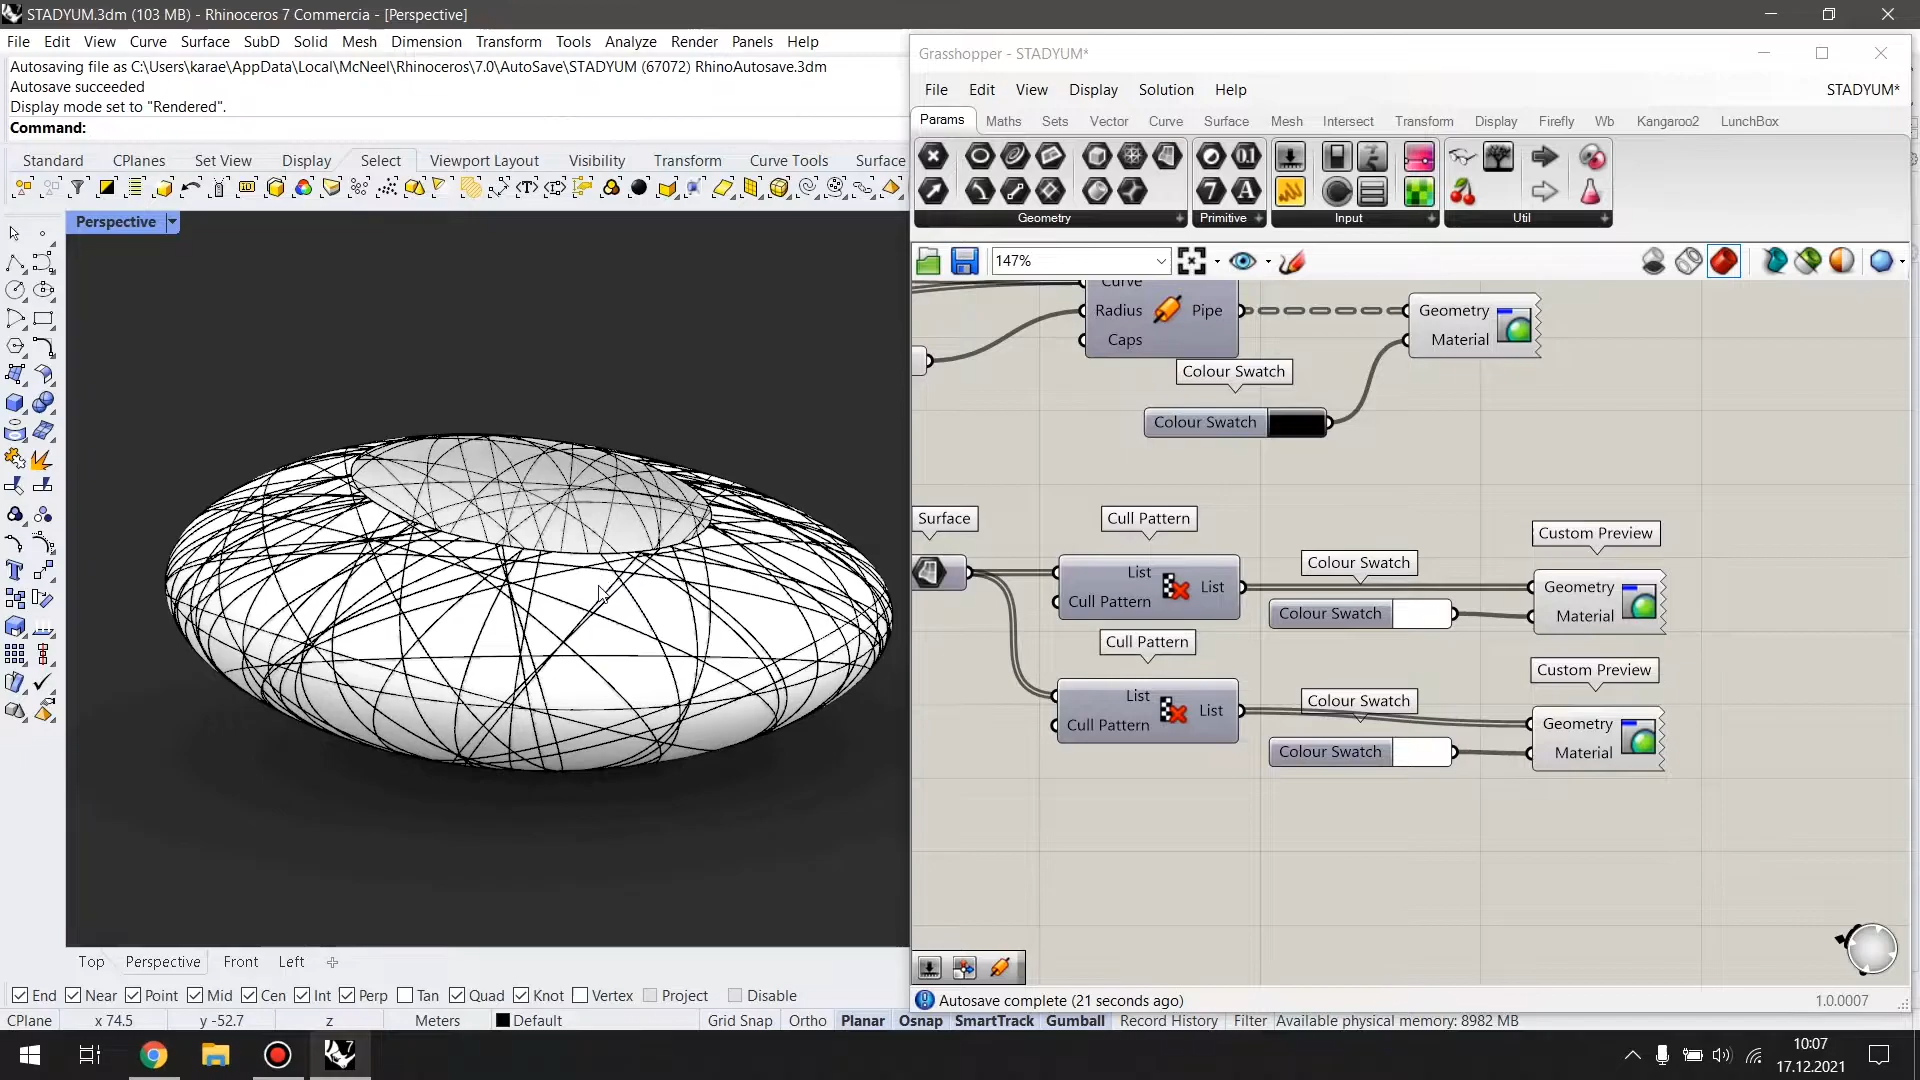 STADYUM.3dm (103 MB) - Rhinoceros 7 Commercia - [Perspective]
File Edit View Curve Surface SubD Solid Mesh Dimension Transform Tools Analyze Render Panels Help
Autosaving file as C:\Users\karae\AppData\Local\McNeel\Rhinoceros\7.0\AutoSave\STADYUM (67072) RhinoAutosave.3dm
Autosave succeeded
Display mode set to "Rendered".
Command:
Standard CPlanes Set View Display Select Viewport Layout Visibility Transform Curve Tools Surface
Perspective
Grasshopper - STADYUM*
File Edit View Display Solution Help STADYUM*
Params Maths Sets Vector Curve Surface Mesh Intersect Transform Display Firefly Wb Kangaroo2 LunchBox
Geometry Primitive Input Util
147%
Curve
Radius Pipe
Caps
Geometry
Material
Colour Swatch
Colour Swatch
Surface
Cull Pattern
List
Cull Pattern
List
Colour Swatch
Colour Swatch
Custom Preview
Geometry
Material
Cull Pattern
List
Cull Pattern
List
Colour Swatch
Colour Swatch
Custom Preview
Geometry
Material
Autosave complete (21 seconds ago) 1.0.0007
Top Perspective Front Left
End Near Point Mid Cen Int Perp Tan Quad Knot Vertex Project Disable
CPlane x 74.5 y -52.7 z Meters Default Grid Snap Ortho Planar Osnap SmartTrack Gumball Record History Filter Available physical memory: 8982 MB
7
10:07
17.12.2021